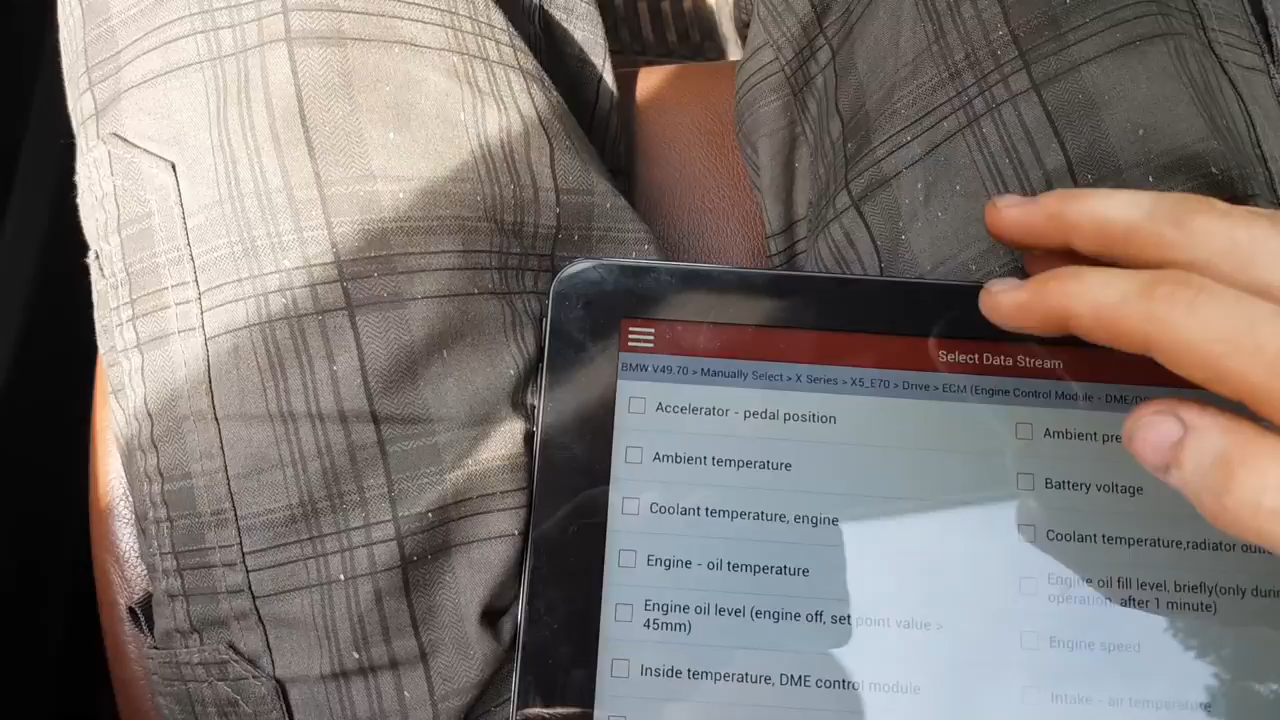 Select Data Stream
BMW V49.70 > Manually Select > X Series > X5_E70 > Drive > ECM (Engine Control Module - DME/
Accelerator - pedal position
Ambient
Ambient temperature
Battery voltage
Coolant temperature, engine
Coolant temperature,radiator
Engine - oil temperature
Engine oil fill level, briefly(only
operation, after 1 minute)
Engine oil level (engine off, set point value >
45mm)
Engine speed
Inside temperature, DME control module
Intake - air temperature